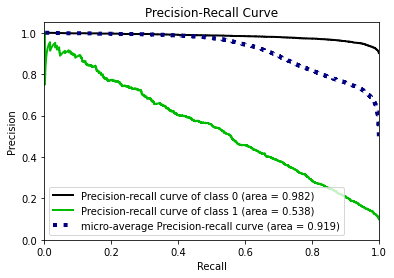 Precision-Recall Curve
Precision
1.0
0.8
0.6
0.4
0.2
0.0
Precision-recall curve of class 0 (area = 0.982)
Precision-recall curve of class 1 (area = 0.538)
micro-average Precision-recall curve (area = 0.919)
0.0 0.2 0.4 0.6 0.8 1.0
Recall